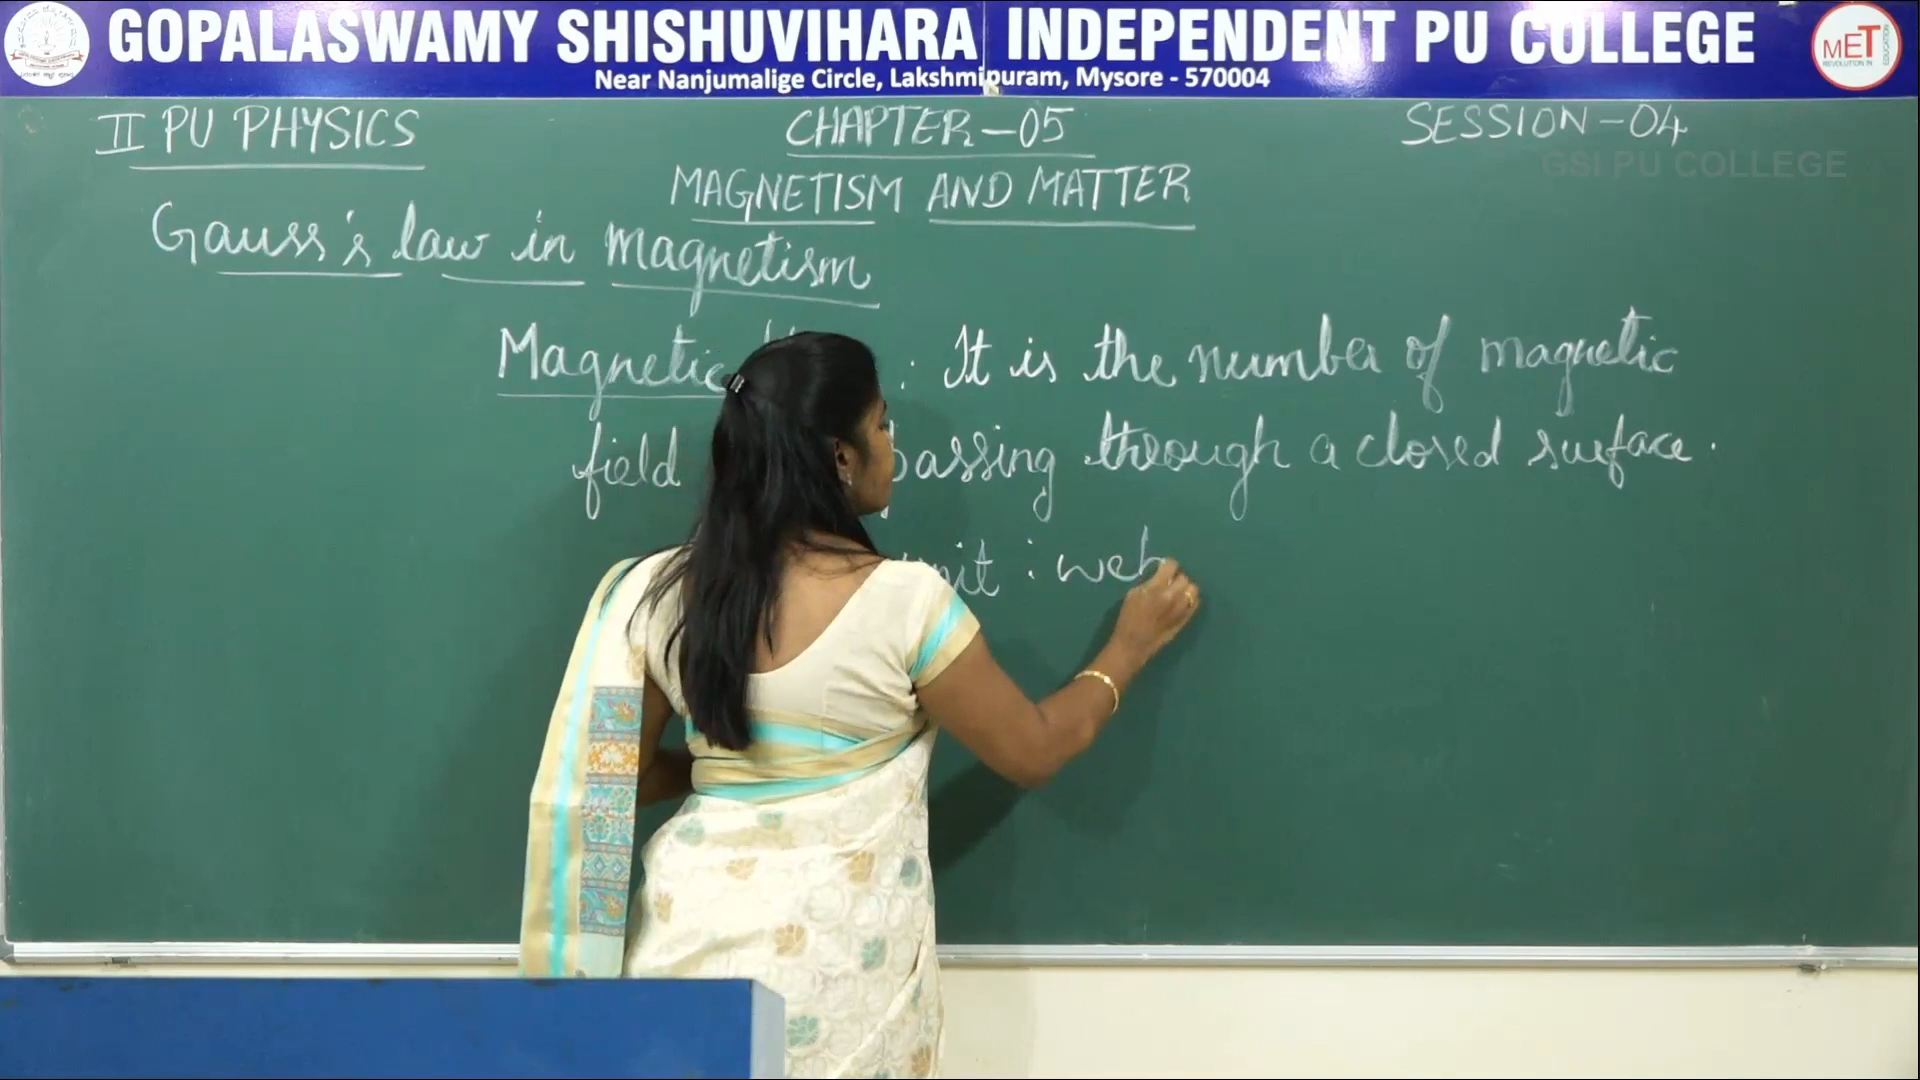 GOPALASWAMY SHISHUVIHARA INDEPENDENT PU COLLEGE
Near Nanjumalige Circle, Lakshmipuram, Mysore - 570004
MET
II PU PHYSICS
CHAPTER-05
SESSION-04
GSI PU COLLEGE
MAGNETISM AND MATTER
Gauss's law in magnetism
Magnetic : It is the number of magnetic
field passing through a closed surface.
unit : web